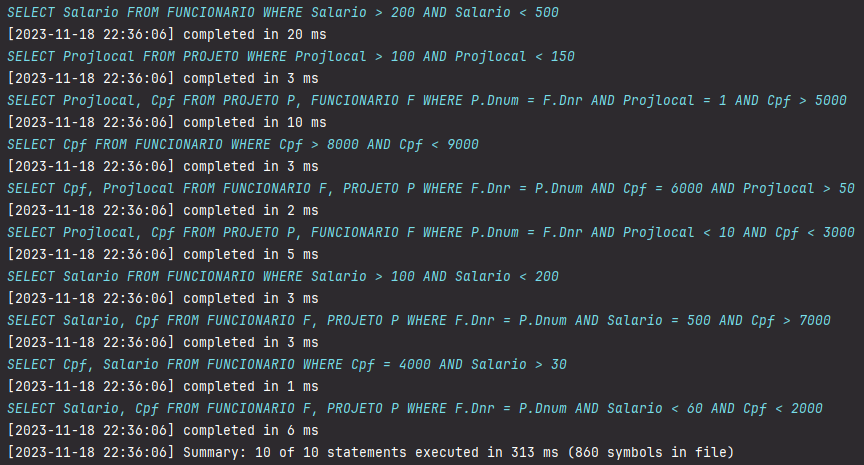 SELECT Salario FROM FUNCIONARIO WHERE Salario > 200 AND Salario < 500
[2023-11-18 22:36:06] completed in 20 ms
SELECT Projlocal FROM PROJETO WHERE Projlocal > 100 AND Projlocal < 150
[2023-11-18 22:36:06] completed in 3 ms
SELECT Projlocal, Cpf FROM PROJETO P, FUNCIONARIO F WHERE P.Dnum = F.Dnr AND Projlocal = 1 AND Cpf > 5000
[2023-11-18 22:36:06] completed in 10 ms
SELECT Cpf FROM FUNCIONARIO WHERE Cpf > 8000 AND Cpf < 9000
[2023-11-18 22:36:06] completed in 3 ms
SELECT Cpf, Projlocal FROM FUNCIONARIO F, PROJETO P WHERE F.Dnr = P.Dnum AND Cpf = 6000 AND Projlocal > 50
[2023-11-18 22:36:06] completed in 2 ms
SELECT Projlocal, Cpf FROM PROJETO P, FUNCIONARIO F WHERE P.Dnum = F.Dnr AND Projlocal < 10 AND Cpf < 3000
[2023-11-18 22:36:06] completed in 5 ms
SELECT Salario FROM FUNCIONARIO WHERE Salario > 100 AND Salario < 200
[2023-11-18 22:36:06] completed in 3 ms
SELECT Salario, Cpf FROM FUNCIONARIO F, PROJETO P WHERE F.Dnr = P.Dnum AND Salario = 500 AND Cpf > 7000
[2023-11-18 22:36:06] completed in 3 ms
SELECT Cpf, Salario FROM FUNCIONARIO WHERE Cpf = 4000 AND Salario > 30
[2023-11-18 22:36:06] completed in 1 ms
SELECT Salario, Cpf FROM FUNCIONARIO F, PROJETO P WHERE F.Dnr = P.Dnum AND Salario < 60 AND Cpf < 2000
[2023-11-18 22:36:06] completed in 6 ms
[2023-11-18 22:36:06] Summary: 10 of 10 statements executed in 313 ms (860 symbols in file)